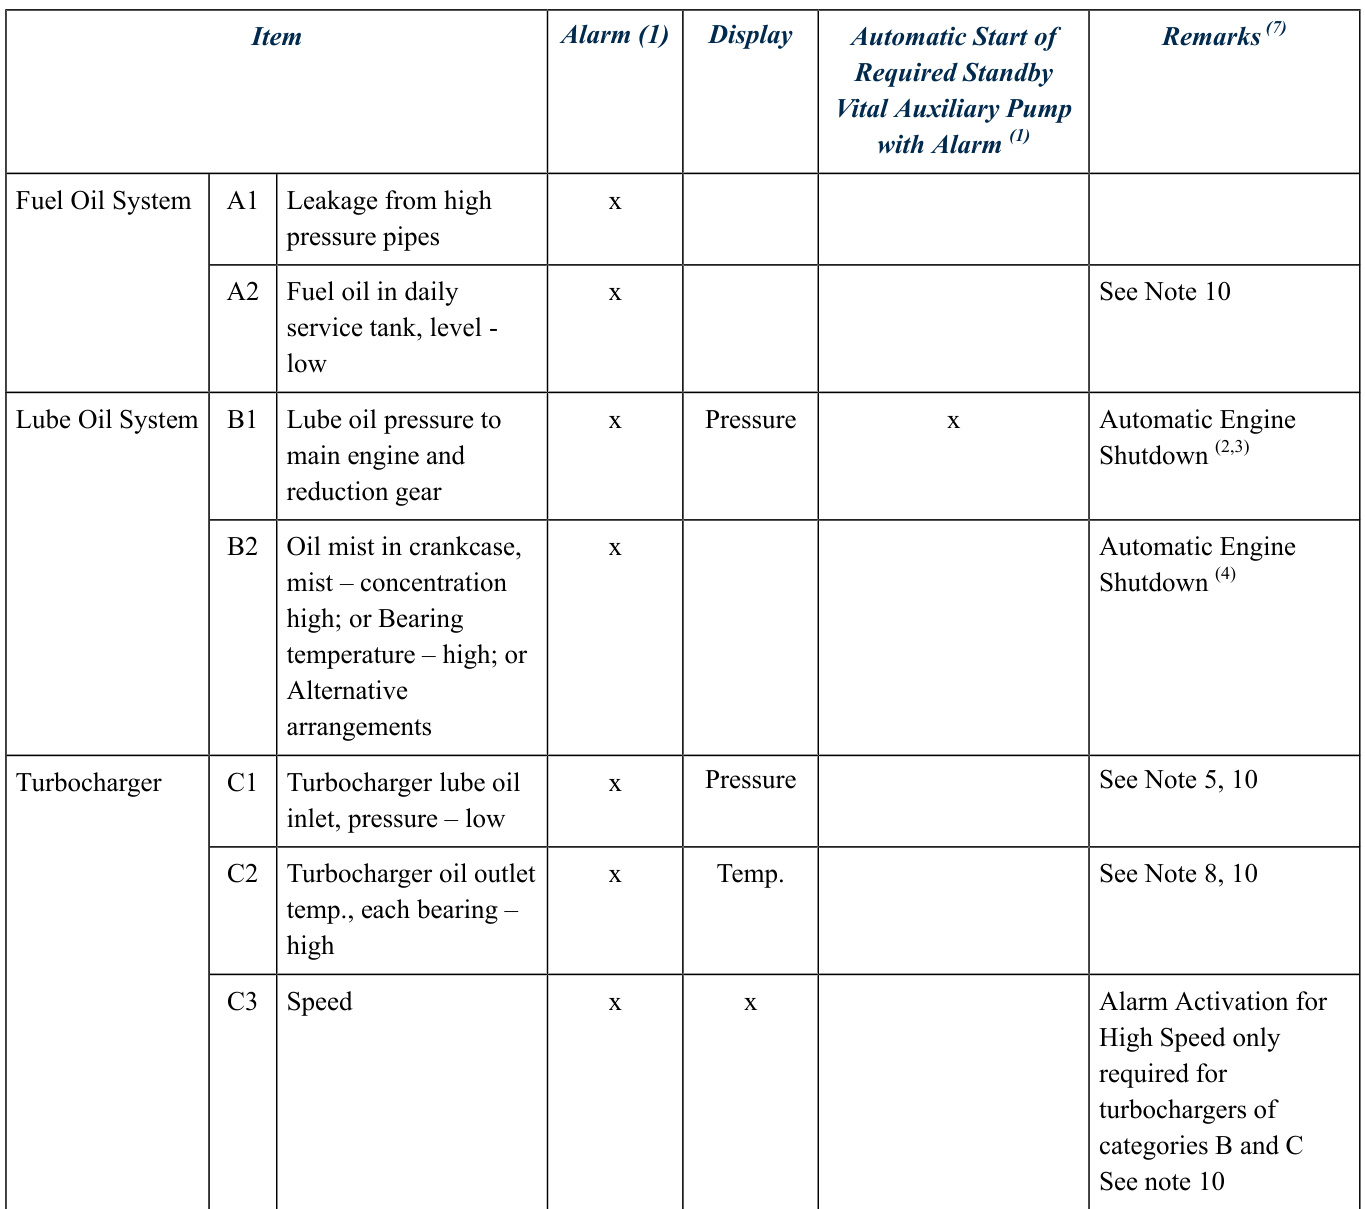 Item
Alarm (1)
Display
Automatic Start of
Required Standby
Vital Auxiliary Pump
with Alarm (1)
Remarks (7)
Fuel Oil System
A1
Leakage from high
pressure pipes
x
A2
Fuel oil in daily
service tank, level -
low
x
See Note 10
Lube Oil System
B1
Lube oil pressure to
main engine and
reduction gear
x
Pressure
x
Automatic Engine
Shutdown (2,3)
B2
Oil mist in crankcase,
mist – concentration
high; or Bearing
temperature – high; or
Alternative
arrangements
x
Automatic Engine
Shutdown (4)
Turbocharger
C1
Turbocharger lube oil
inlet, pressure – low
x
Pressure
See Note 5, 10
C2
Turbocharger oil outlet
temp., each bearing –
high
x
Temp.
See Note 8, 10
C3
Speed
x
x
Alarm Activation for
High Speed only
required for
turbochargers of
categories B and C
See note 10